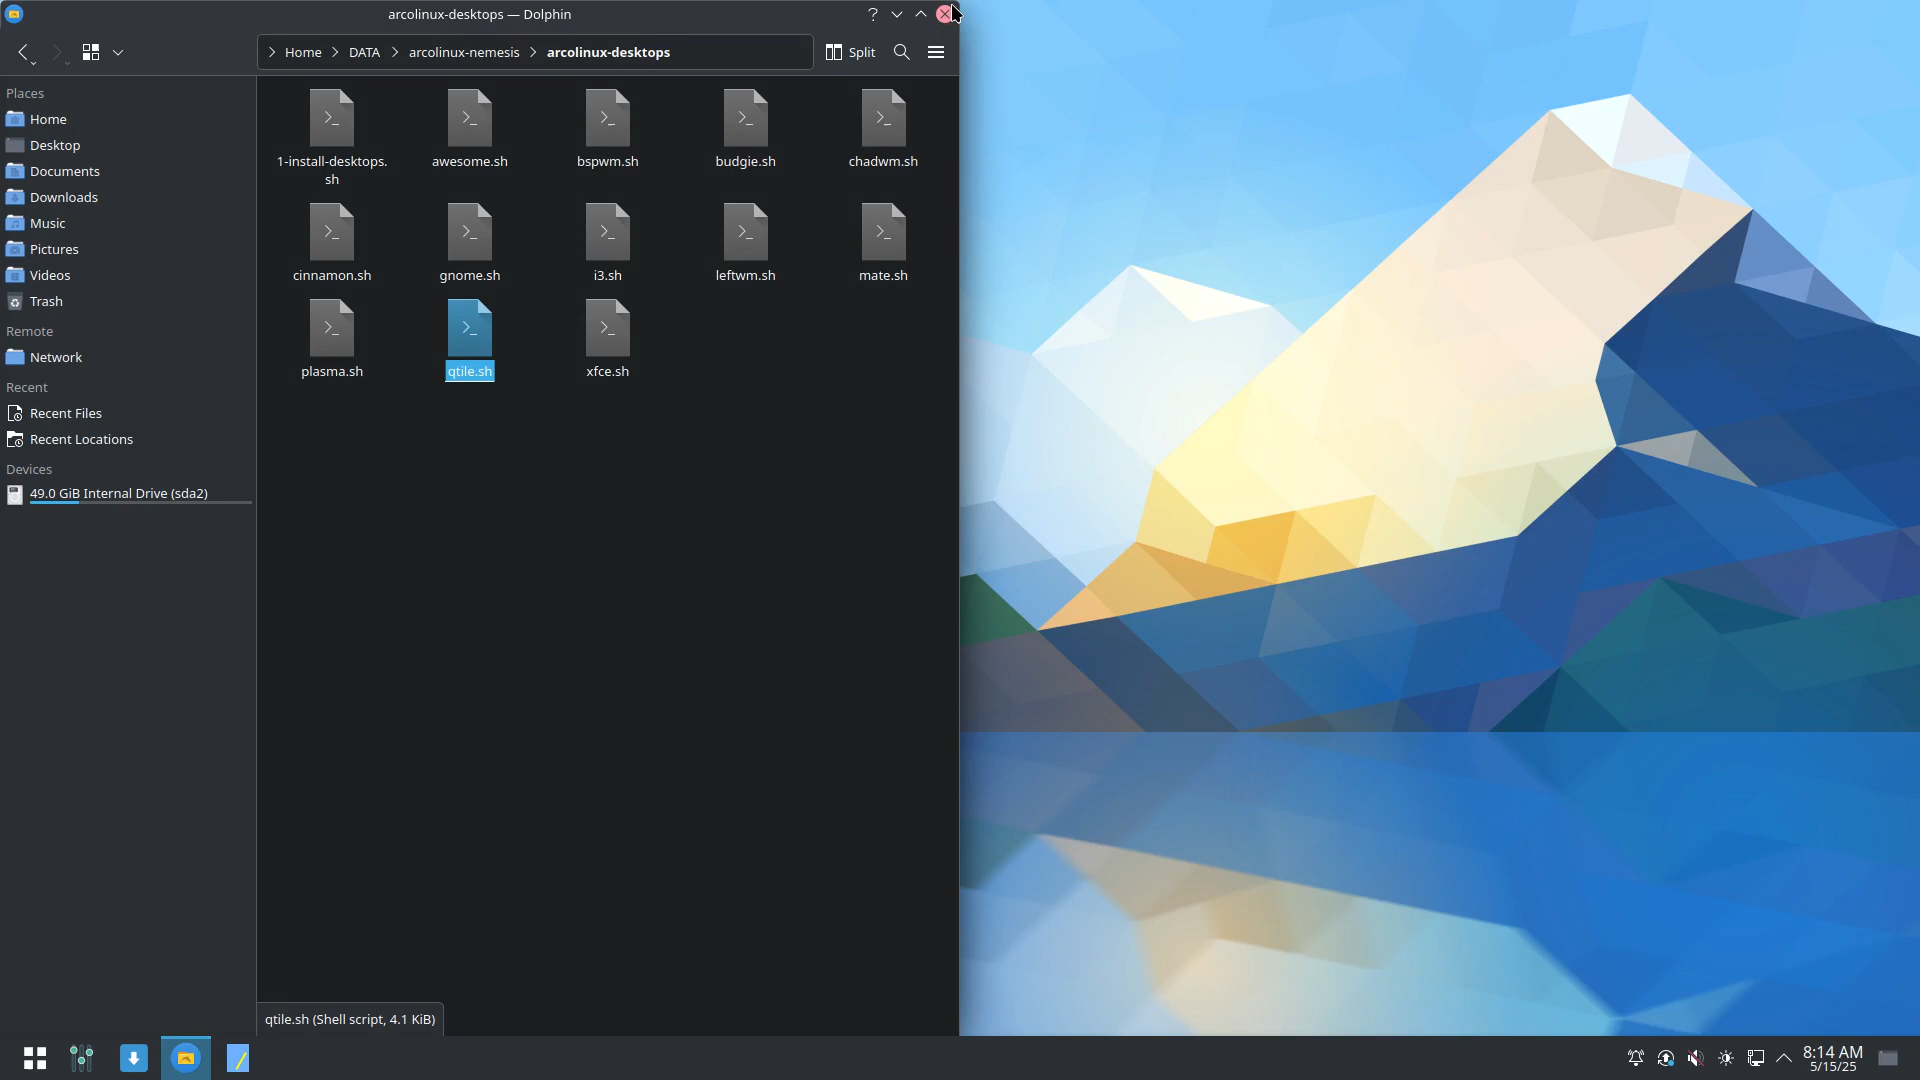 arcolinux-desktops — Dolphin
Home > DATA > arcolinux-nemesis > arcolinux-desktops
Split
Places
Home
Desktop
Documents
Downloads
Music
Pictures
Videos
Trash
Remote
Network
Recent
Recent Files
Recent Locations
Devices
49.0 GiB Internal Drive (sda2)
1-install-desktops.
sh
awesome.sh
bspwm.sh
budgie.sh
chadwm.sh
cinnamon.sh
gnome.sh
i3.sh
leftwm.sh
mate.sh
plasma.sh
qtile.sh
xfce.sh
qtile.sh (Shell script, 4.1 KiB)
8:14 AM
5/15/25